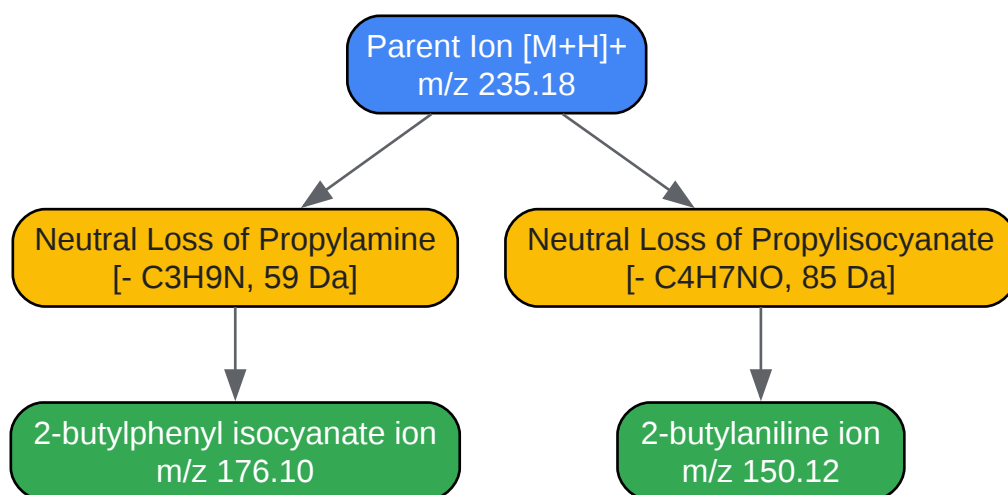 Parent Ion [M+H]+
m/z 235.18
Neutral Loss of Propylamine
[- C3H9N, 59 Da]
Neutral Loss of Propylisocyanate
[- C4H7NO, 85 Da]
2-butylphenyl isocyanate ion
m/z 176.10
2-butylaniline ion
m/z 150.12